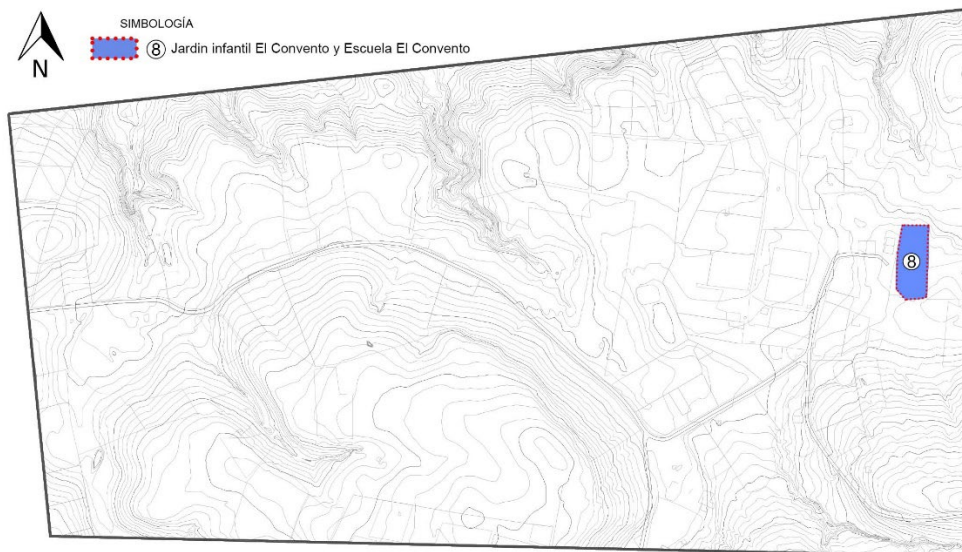 SIMBOLOGÍA
⑧ Jardin infantil El Convento y Escuela El Convento
N
⑧